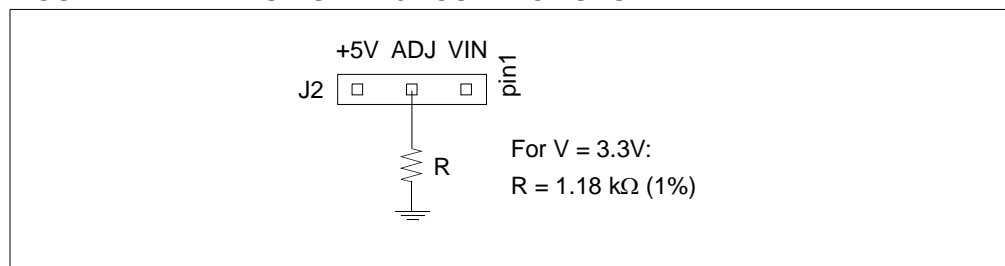 +5V ADJ VIN
pin1
J2
R
For V = 3.3V:
R = 1.18 kΩ (1%)